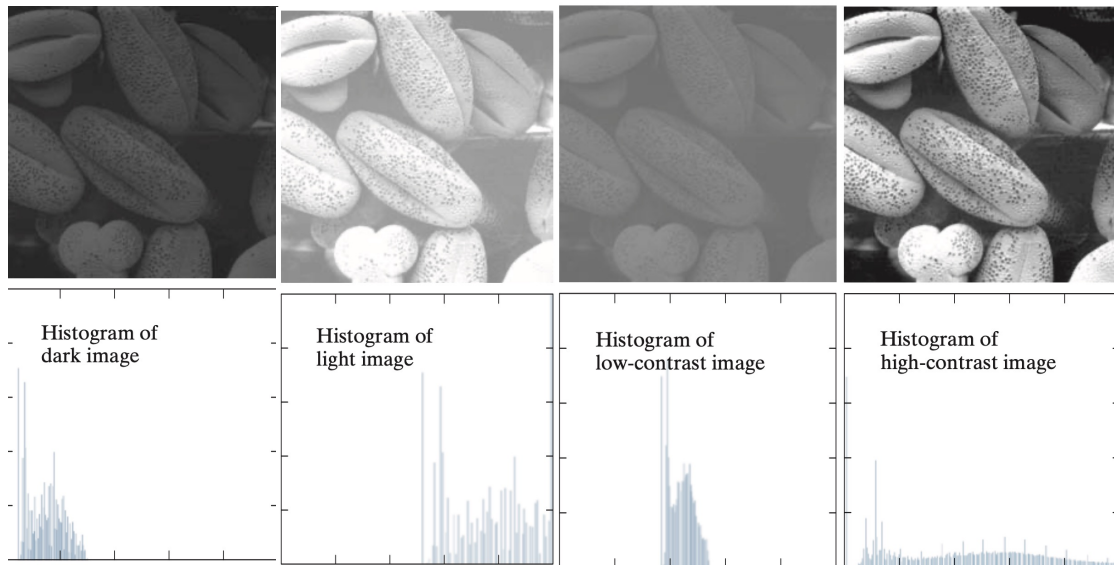 Histogram of
dark image
Histogram of
light image
Histogram of
low-contrast image
Histogram of
high-contrast image